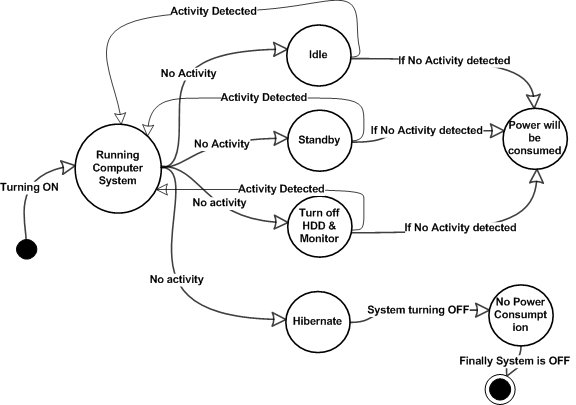 Activity Detected
Idle
No Activity
If No Activity detected
Activity Detected
Standby
No Activity
If No Activity detected
Power will
be
consumed
Running
Computer
System
Turning ON
Activity Detected
No activity
Turn off
HDD &
Monitor
If No Activity detected
No activity
Hibernate
System turning OFF
No Power
Consumpt
ion
Finally System is OFF